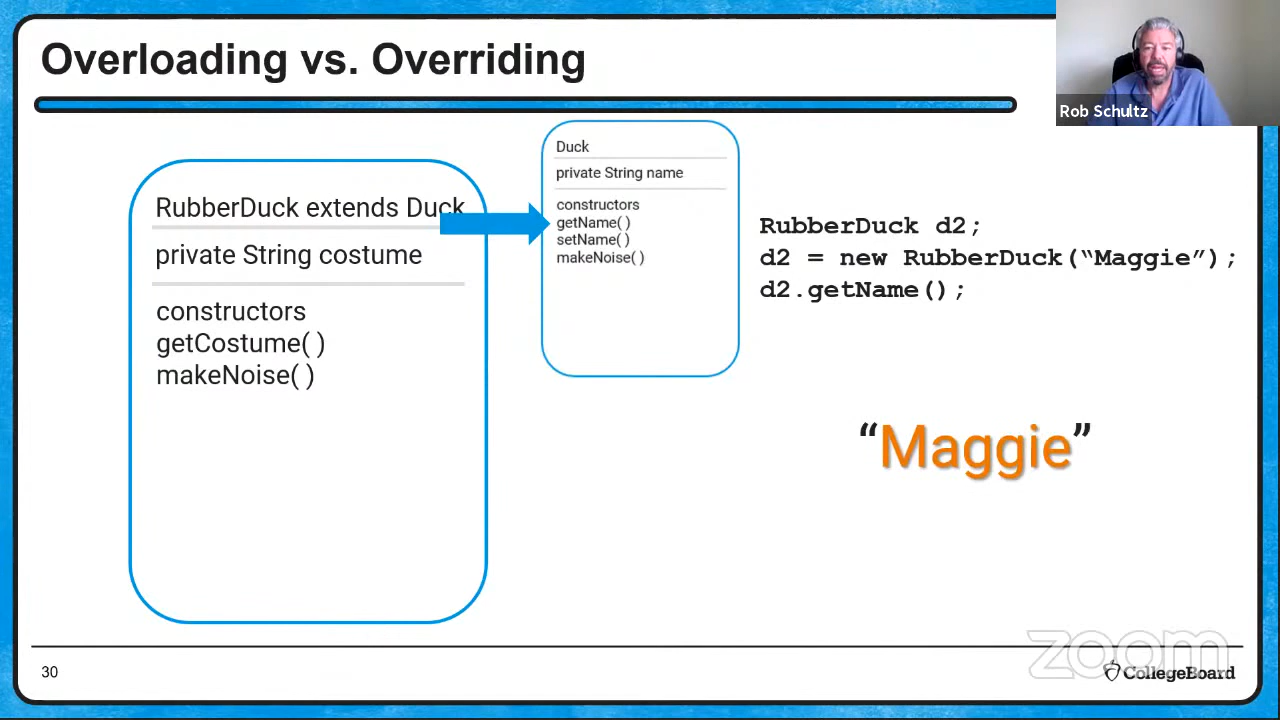 Overloading vs. Overriding
Rob Schultz
RubberDuck extends Duck
private String costume
constructors
getCostume( )
makeNoise( )
Duck
private String name
constructors
getName( )
setName( )
makeNoise( )
RubberDuck d2;
d2 = new RubberDuck(“Maggie”);
d2.getName();
“Maggie”
30
zoom
CollegeBoard